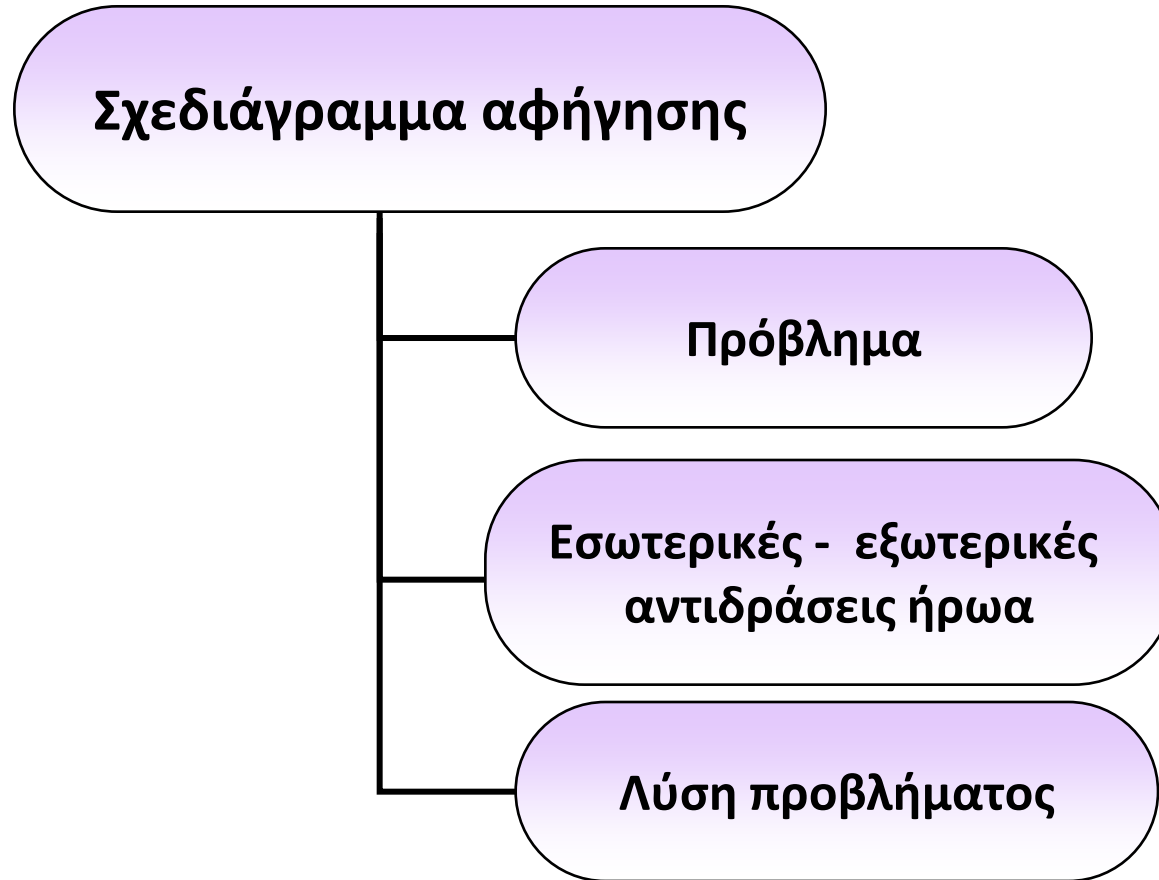 Σχεδιάγραμμα αφήγησης
Πρόβλημα
Εσωτερικές - εξωτερικές
αντιδράσεις ήρωα
Λύση προβλήματος